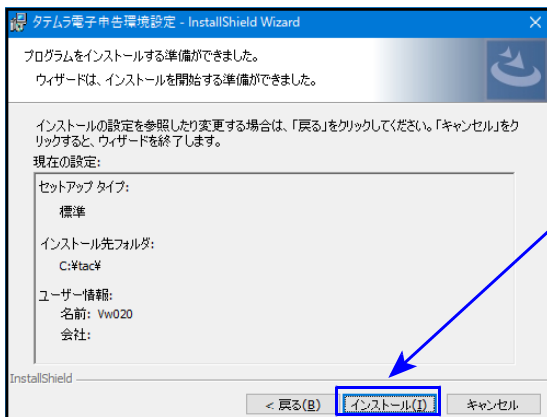 タテムラ電子申告環境設定 - InstallShield Wizard
プログラムをインストールする準備ができました。
ウィザードは、インストールを開始する準備ができました。
インストールの設定を参照したり変更する場合は、「戻る」をクリックしてください。「キャンセル」をク
リックすると、ウィザードを終了します。
現在の設定:
セットアップ タイプ:
標準
インストール先フォルダ:
C:¥tac¥
ユーザー情報:
名前: Vw020
会社:
InstallShield
< 戻る(B)
インストール(I)
キャンセル